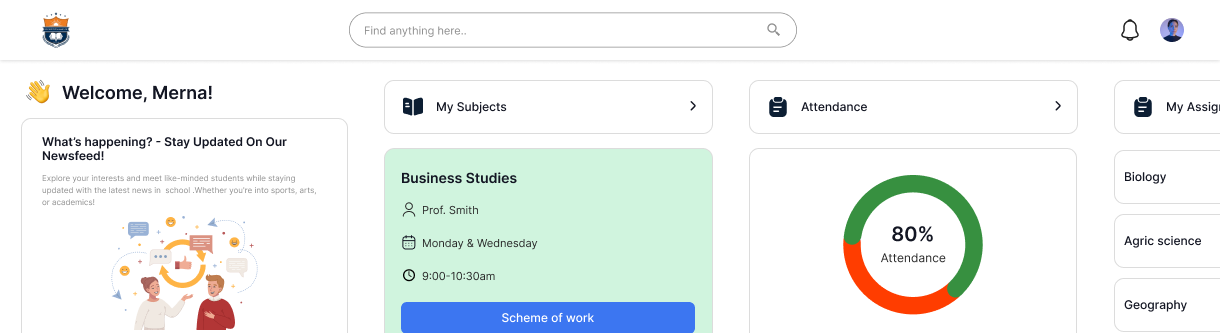 Find anything here..
Welcome, Merna!
What's happening? - Stay Updated On Our
Newsfeed!
Explore your interests and meet like-minded students while staying
updated with the latest news in school .Whether you're into sports, arts,
or academics!
My Subjects
Business Studies
Prof. Smith
Monday & Wednesday
9:00-10:30am
Scheme of work
Attendance
80%
Attendance
My Assig
Biology
Agric science
Geography